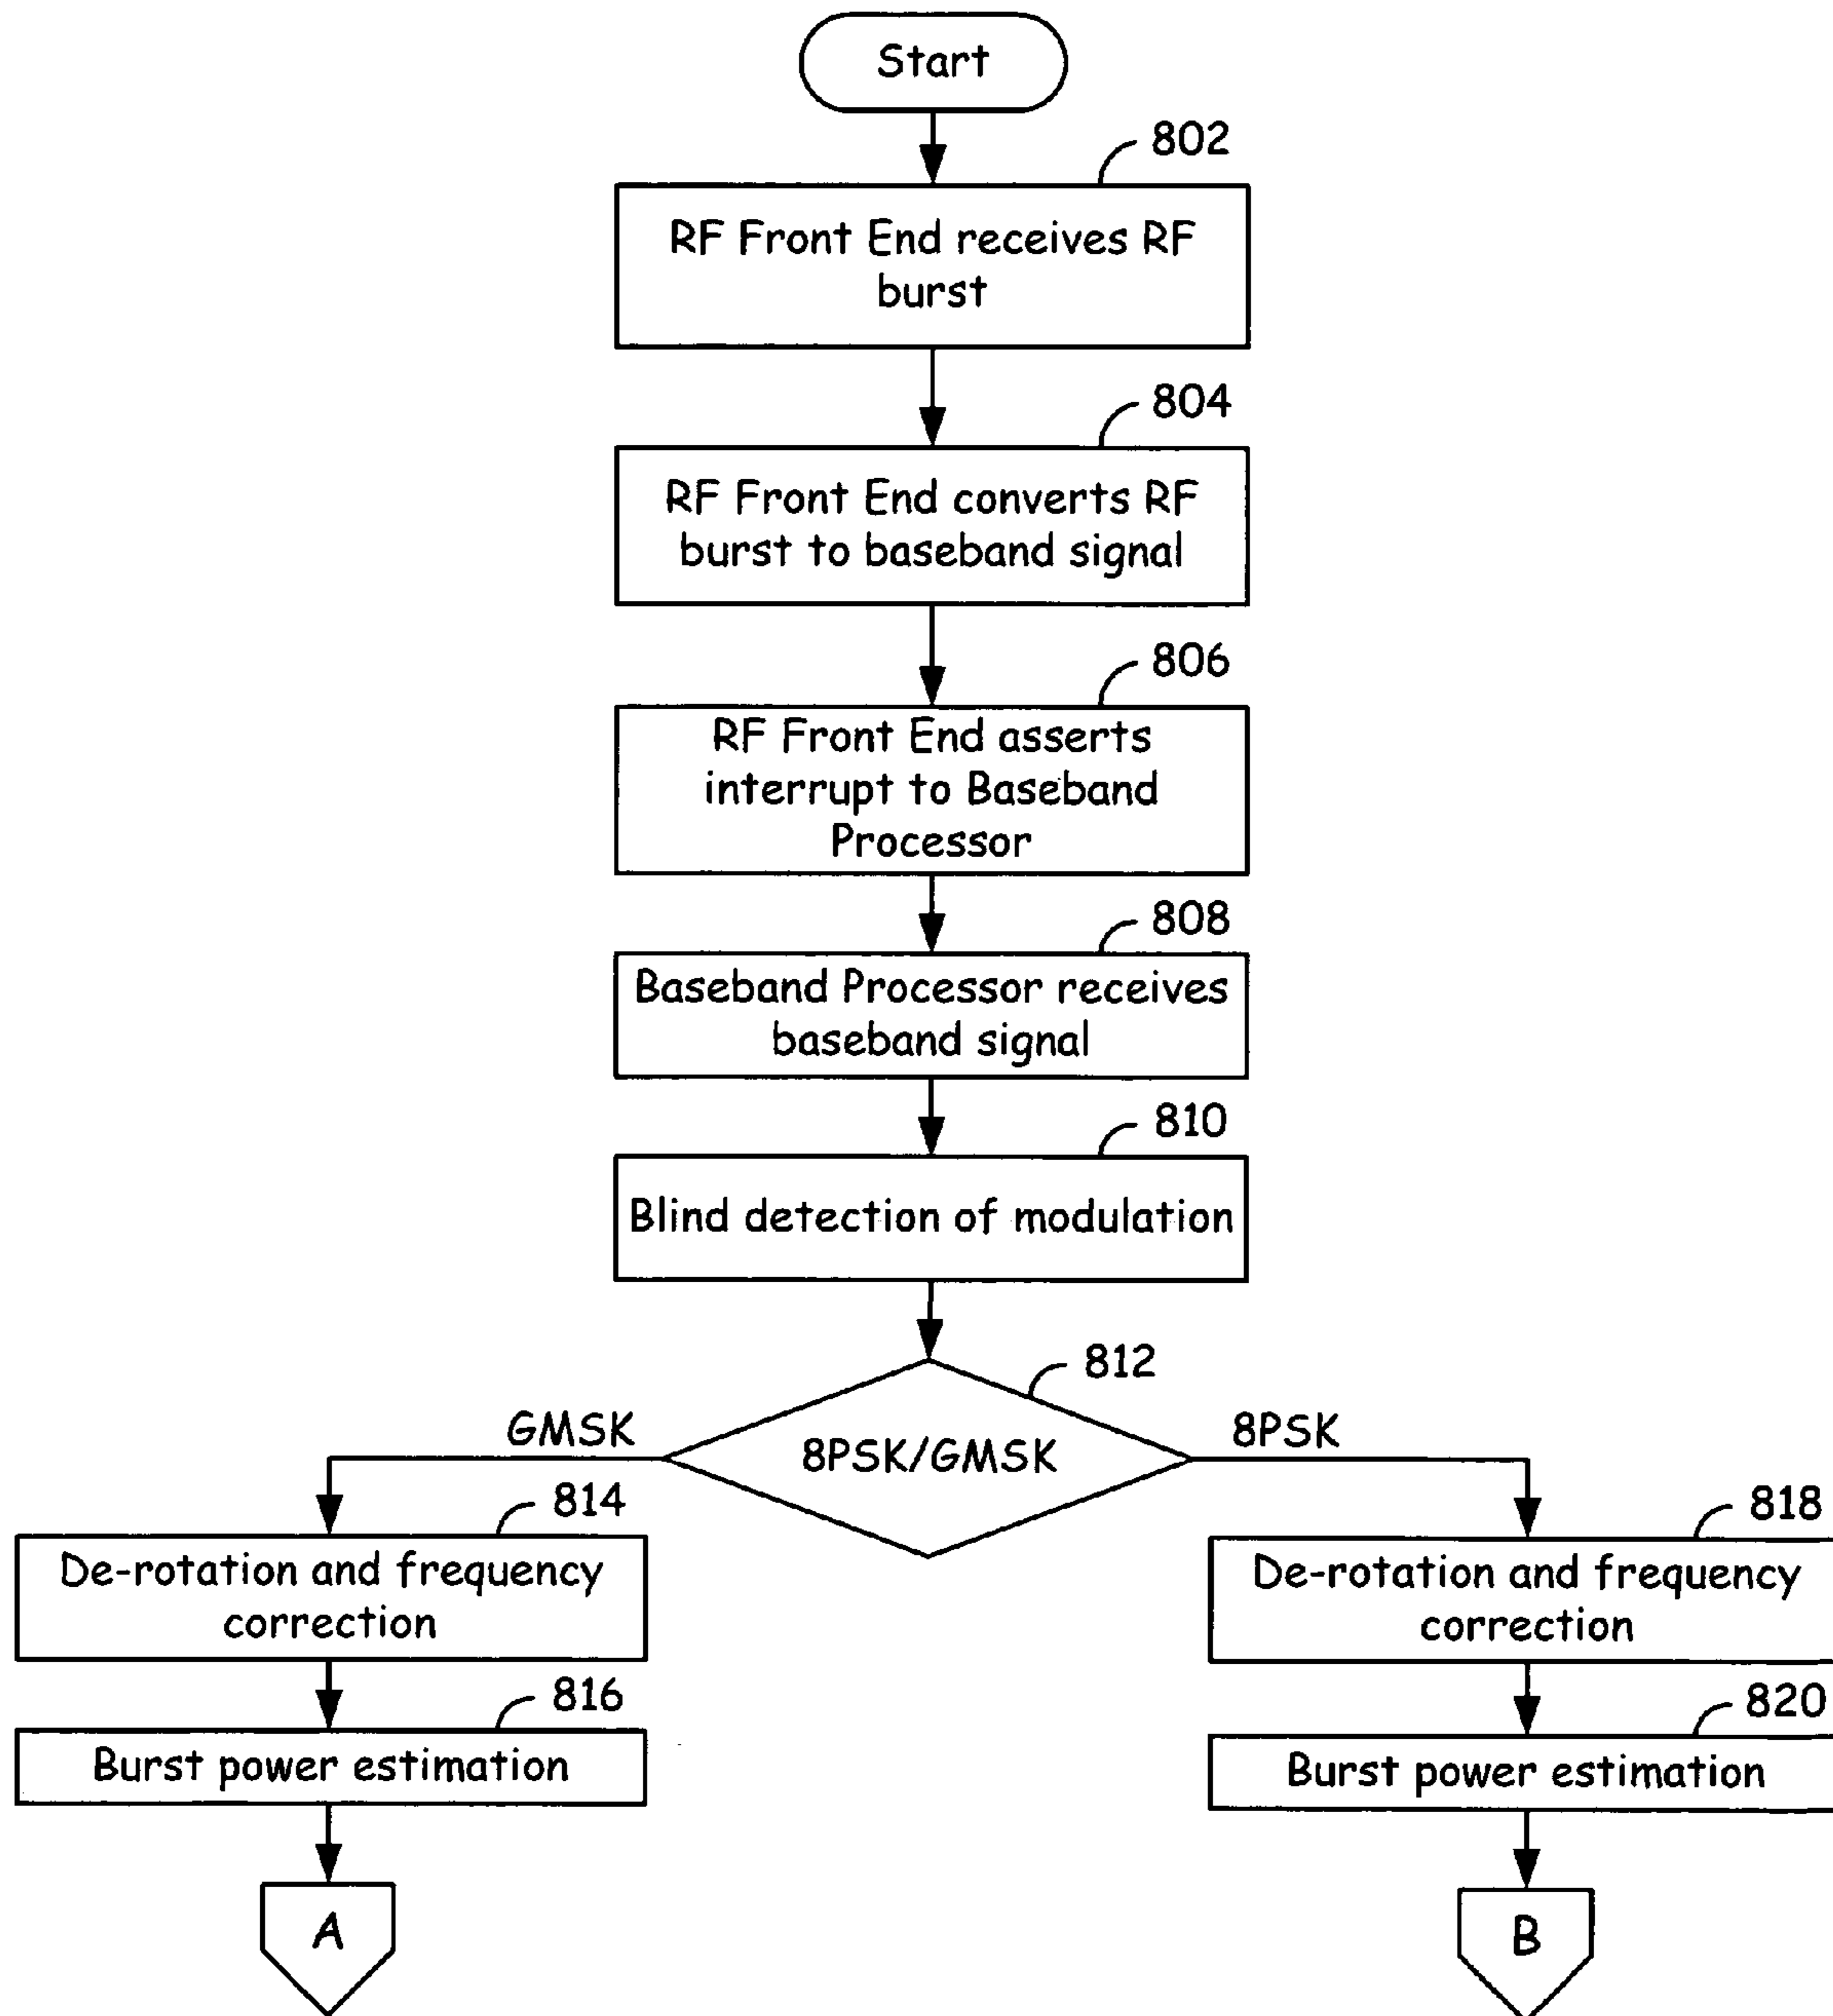 Start
802
RF Front End receives RF
burst
804
RF Front End converts RF
burst to baseband signal
806
RF Front End asserts
interrupt to Baseband
Processor
808
Baseband Processor receives
baseband signal
810
Blind detection of modulation
812
8PSK/GMSK
GMSK
8PSK
814
De-rotation and frequency
correction
816
Burst power estimation
A
818
De-rotation and frequency
correction
820
Burst power estimation
B